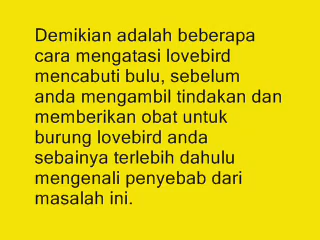 Demikian adalah beberapa
cara mengatasi lovebird
mencabuti bulu, sebelum
anda mengambil tindakan dan
memberikan obat untuk
burung lovebird anda
sebainya terlebih dahulu
mengenali penyebab dari
masalah ini.